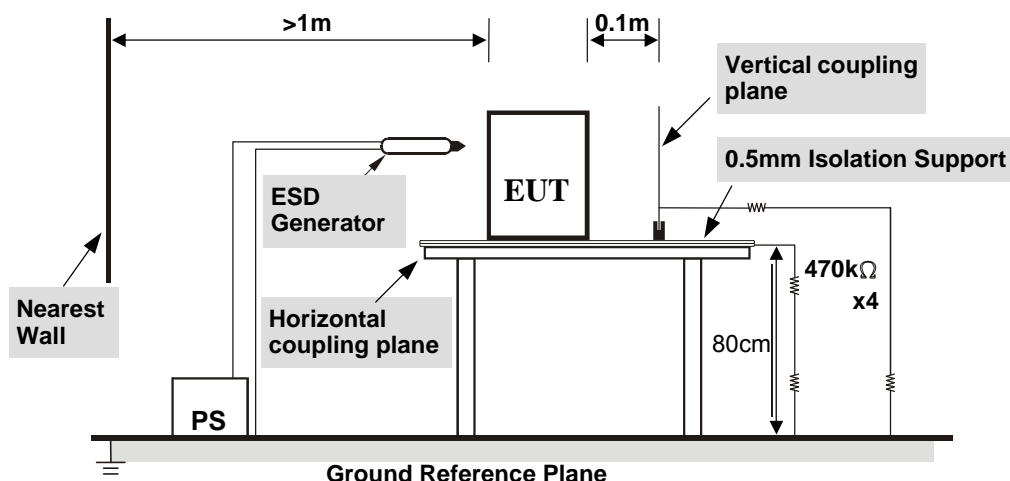 >1m
0.1m
Vertical coupling
plane
0.5mm Isolation Support
ESD
Generator
EUT
470kΩ
x4
Nearest
Wall
Horizontal
coupling plane
80cm
PS
Ground Reference Plane